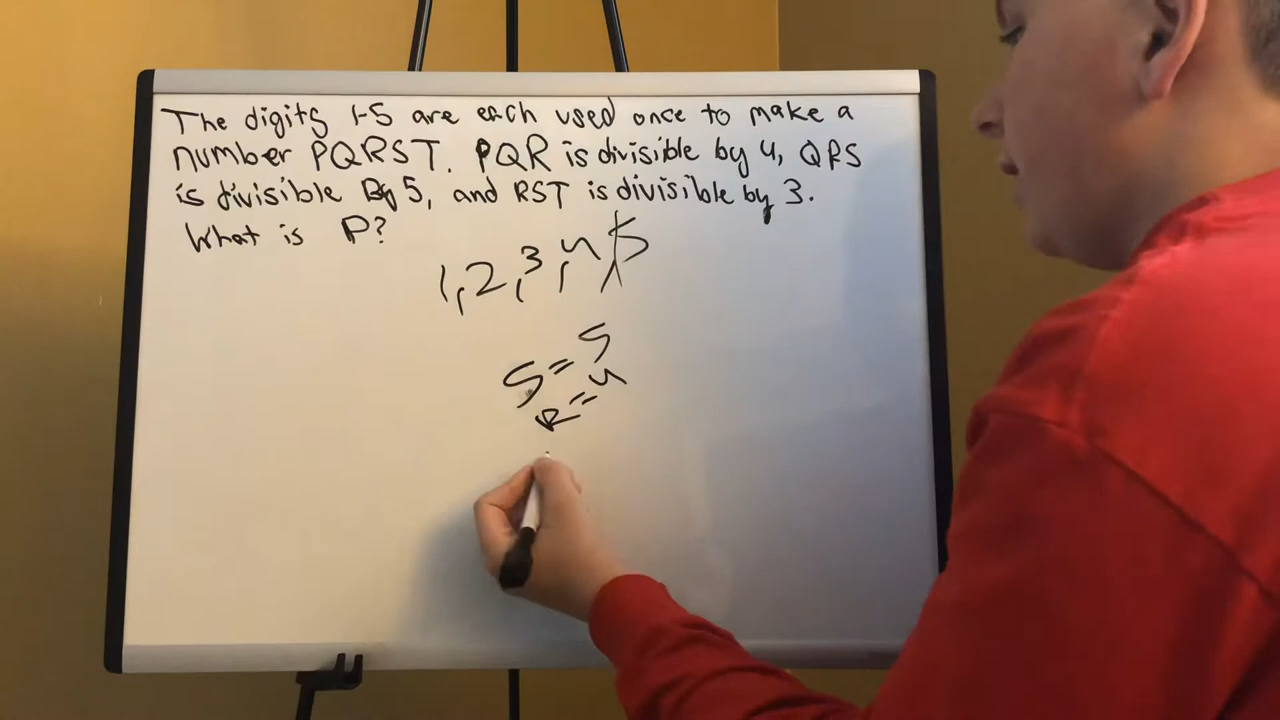 The digits 1-5 are each used once to make a
number PQRST. PQR is divisible by 4, QRS
is divisible By 5, and RST is divisible by 3.
What is P?
1, 2, 3, 4, 5
S = 5
R = 4